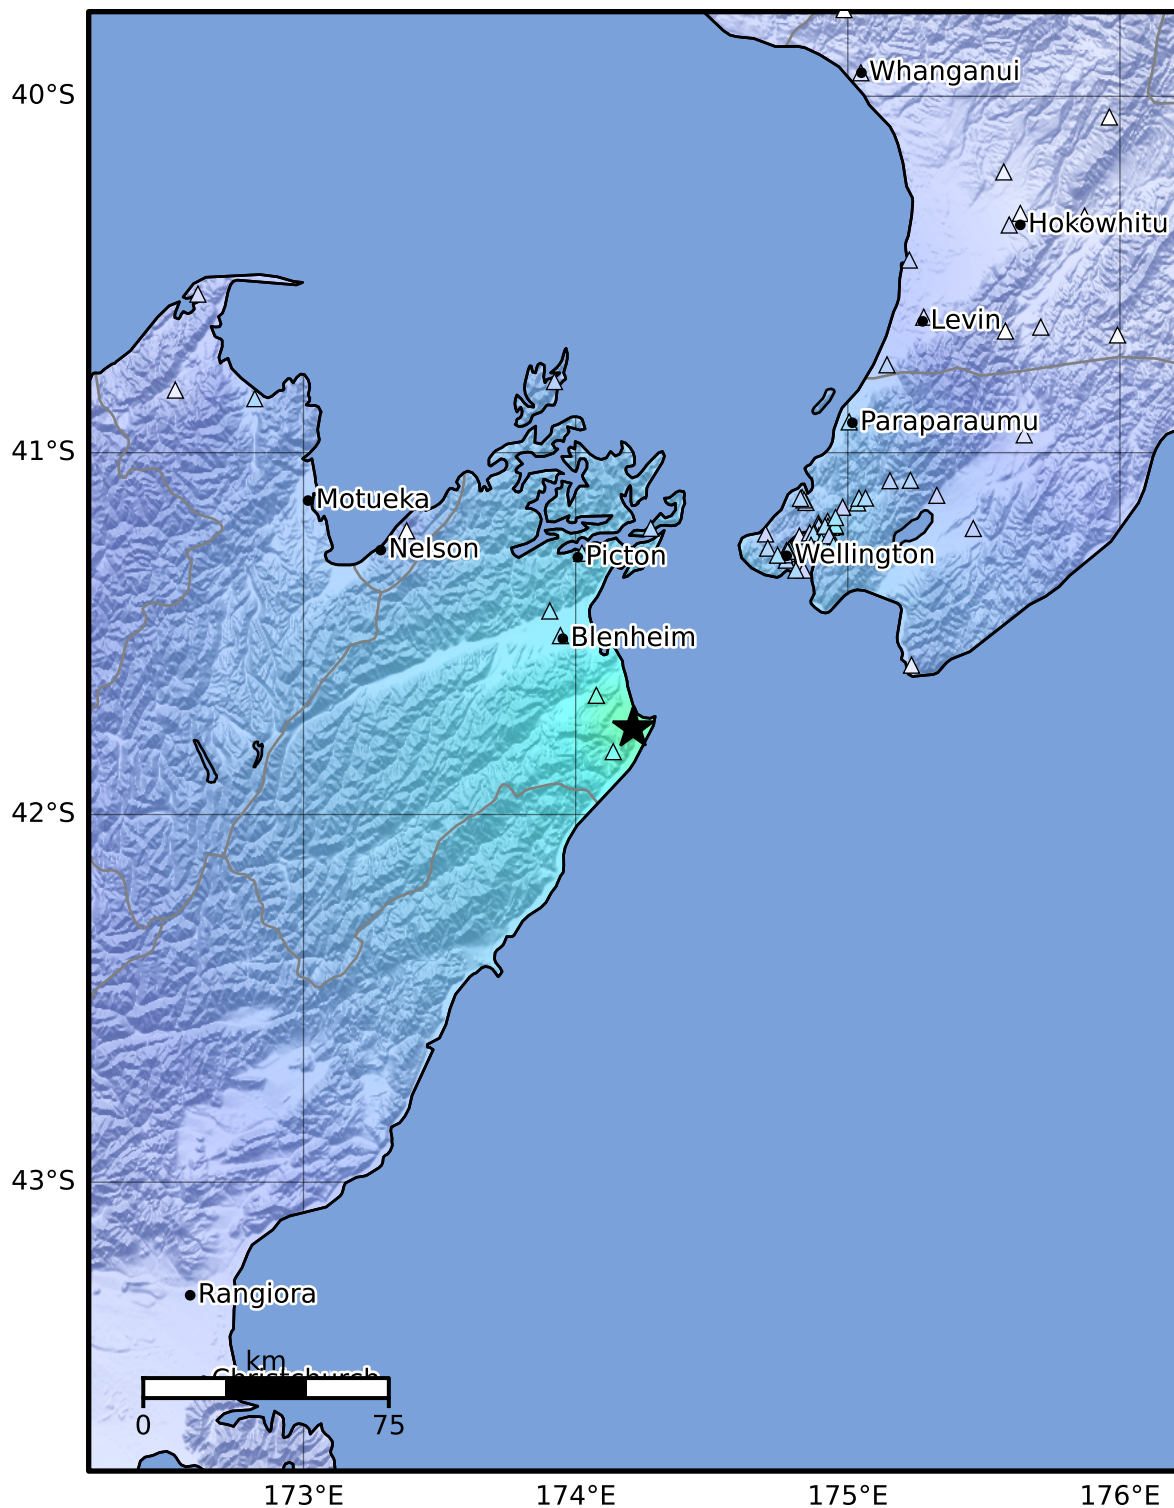 Whanganui
40°S
Hokowhitu
Levin
Paraparaumu
41°S
Motueka
Nelson
Picton
Wellington
Blenheim
42°S
43°S
Rangiora
km
Christchurch
0 75
173°E 174°E 175°E 176°E